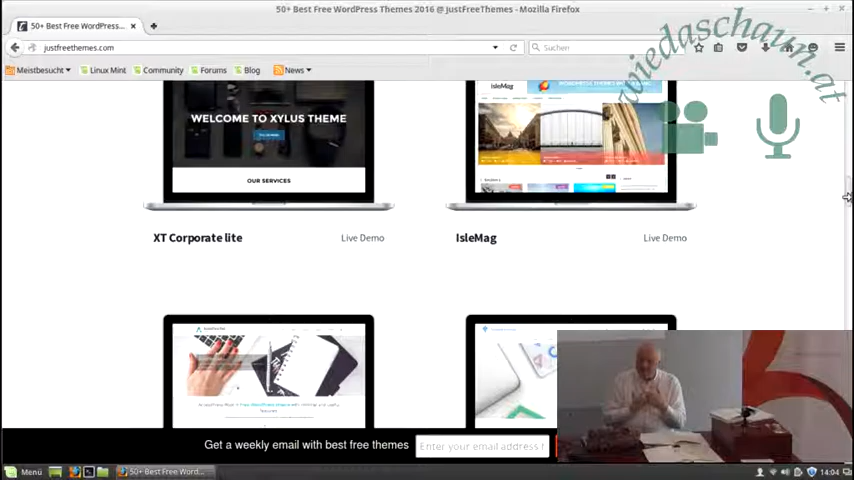 50+ Best Free WordPress Themes 2016 @ justFreeThemes - Mozilla Firefox
50+ Best Free WordPress...
justfreethemes.com
Suchen
Meistbesucht
Linux Mint
Community
Forums
Blog
News
wiedaschaum.at
WELCOME TO XYLUS THEME
OUR SERVICES
IsleMag
XT Corporate lite
Live Demo
IsleMag
Live Demo
Get a weekly email with best free themes
Enter your email address t
Menü
50+ Best Free Word...
14:04